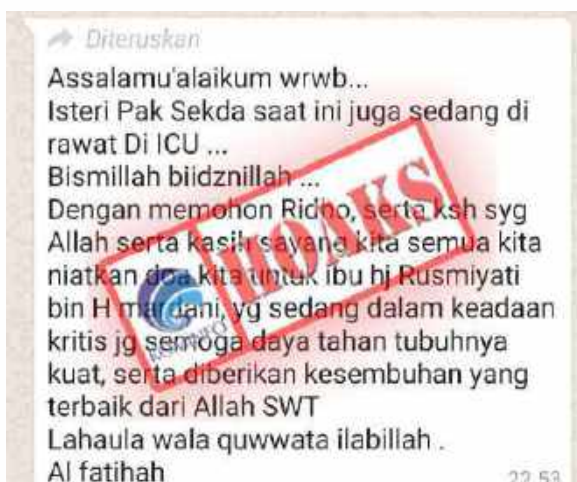 Diteruskan
Assalamu'alaikum wrwb...
Isteri Pak Sekda saat ini juga sedang di
rawat Di ICU ...
Bismillah biidznillah ...
Dengan memohon Ridho, serta ksh syg
Allah serta kasih sayang kita semua kita
niatkan doa kita untuk ibu hj Rusmiyati
bin H mardani, yg sedang dalam keadaan
kritis jg semoga daya tahan tubuhnya
kuat, serta diberikan kesembuhan yang
terbaik dari Allah SWT
Lahaula wala quwwata ilabillah .
Al fatihah
22.53
HOAKS
KOMINFO